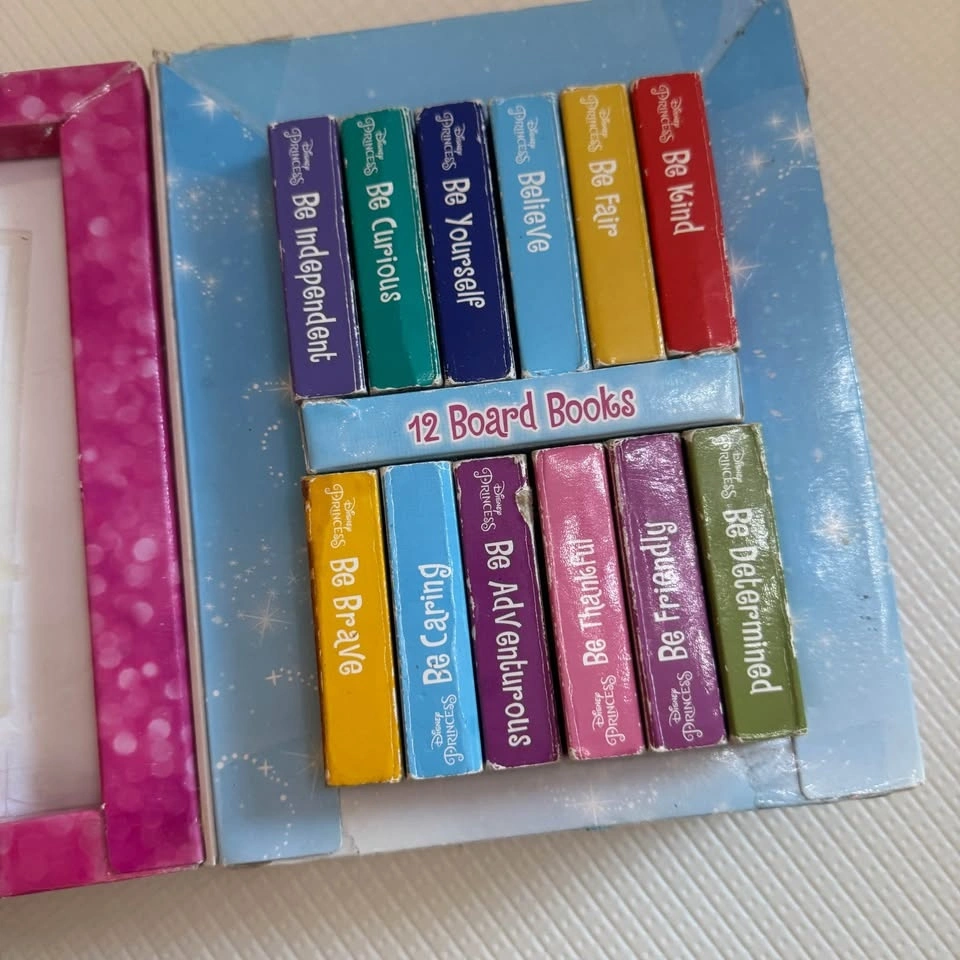 Disney
PRINCESS
Be Independent
Disney
PRINCESS
Be Curious
Disney
PRINCESS
Be Yourself
Disney
PRINCESS
Believe
Disney
PRINCESS
Be Fair
Disney
PRINCESS
Be Kind
12 Board Books
Disney
PRINCESS
Be Brave
Disney
PRINCESS
Be Caring
Disney
PRINCESS
Be Adventurous
Disney
PRINCESS
Be Thankful
Disney
PRINCESS
Be Friendly
Disney
PRINCESS
Be Determined